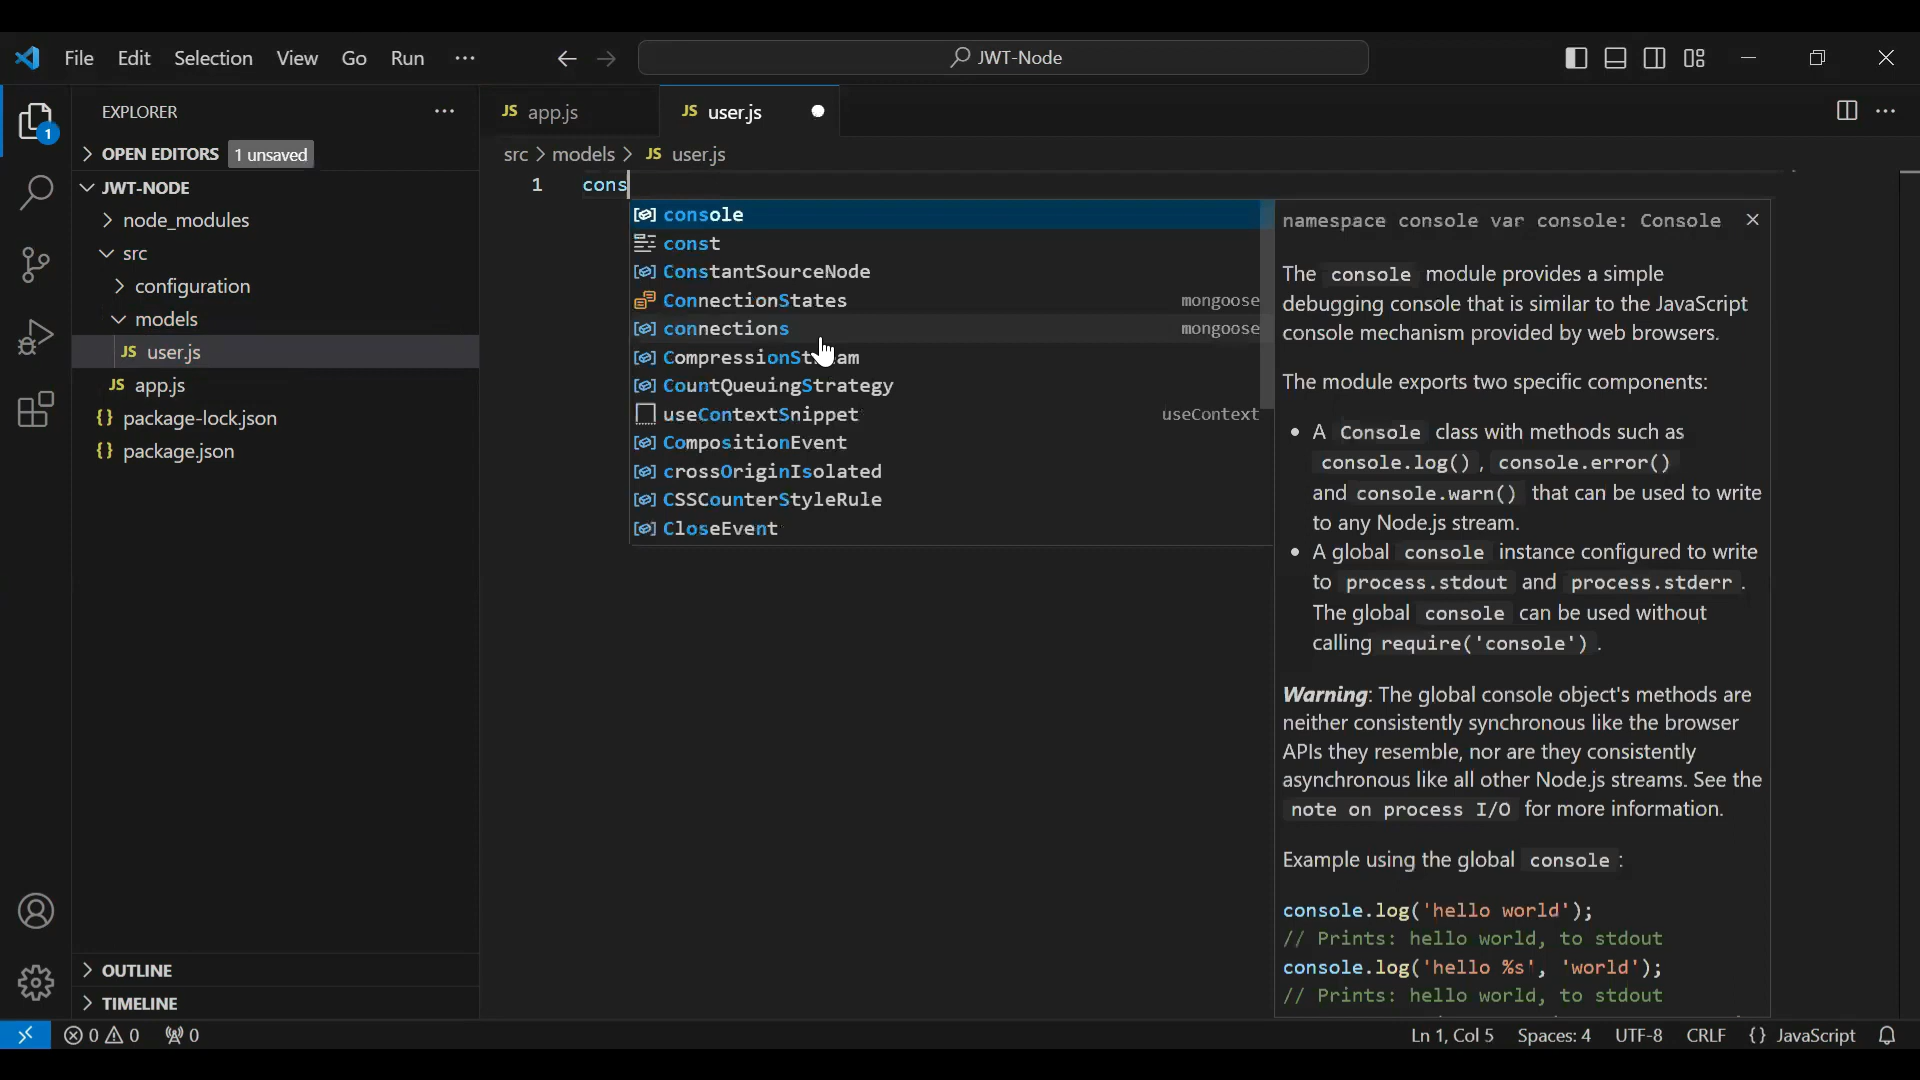 File Edit Selection View Go Run ···
JWT-Node
EXPLORER
1
OPEN EDITORS 1 unsaved
JWT-NODE
node_modules
src
configuration
models
JS user.js
JS app.js
{} package-lock.json
{} package.json
OUTLINE
TIMELINE
JS app.js JS user.js
src > models > JS user.js
1 cons
console
const
ConstantSourceNode
ConnectionStates mongoose
connections mongoose
CompressionSt am
CountQueuingStrategy
useContextSnippet useContext
CompositionEvent
crossOriginIsolated
CSSCounterStyleRule
CloseEvent
namespace console var console: Console
The console module provides a simple
debugging console that is similar to the JavaScript
console mechanism provided by web browsers.
The module exports two specific components:
• A Console class with methods such as
console.log(), console.error()
and console.warn() that can be used to write
to any Node.js stream.
• A global console instance configured to write
to process.stdout and process.stderr .
The global console can be used without
calling require('console') .
Warning: The global console object's methods are
neither consistently synchronous like the browser
APIs they resemble, nor are they consistently
asynchronous like all other Node.js streams. See the
note on process I/O for more information.
Example using the global console :
console.log('hello world');
// Prints: hello world, to stdout
console.log('hello %s', 'world');
// Prints: hello world, to stdout
0 0 0
Ln 1, Col 5 Spaces: 4 UTF-8 CRLF {} JavaScript